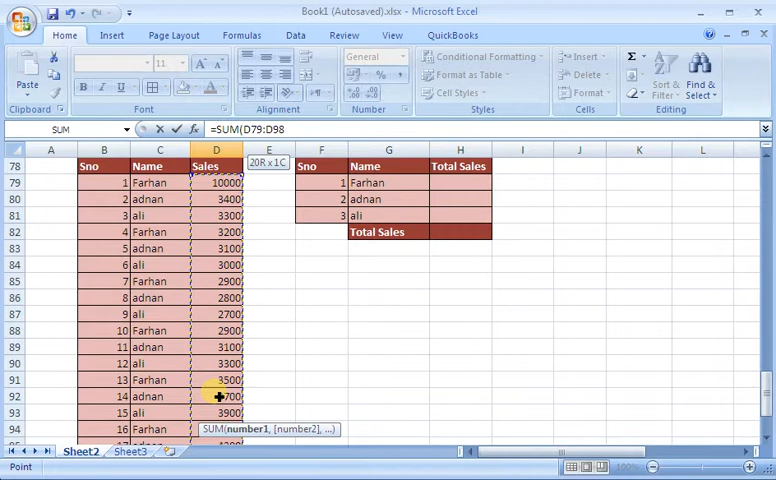 Book1 (Autosaved).xlsx - Microsoft Excel
Home Insert Page Layout Formulas Data Review View QuickBooks
Paste
11
General
Conditional Formatting
Format as Table
Cell Styles
Insert
Delete
Format
Sort & Filter
Find & Select
Clipboard Font Alignment Number Styles Cells Editing
SUM =SUM(D79:D98
A B C D E F G H I J K L
78 Sno Name Sales 20R x 1C Sno Name Total Sales
79 1 Farhan 10000 1 Farhan
80 2 adnan 3400 2 adnan
81 3 ali 3300 3 ali
82 4 Farhan 3200 Total Sales
83 5 adnan 3100
84 6 ali 3000
85 7 Farhan 2900
86 8 adnan 2800
87 9 ali 2700
88 10 Farhan 2900
89 11 adnan 3100
90 12 ali 3300
91 13 Farhan 3500
92 14 adnan 700
93 15 ali 3900
94 16 Farhan SUM(number1, [number2], ...)
Sheet2 Sheet3
Point 100%